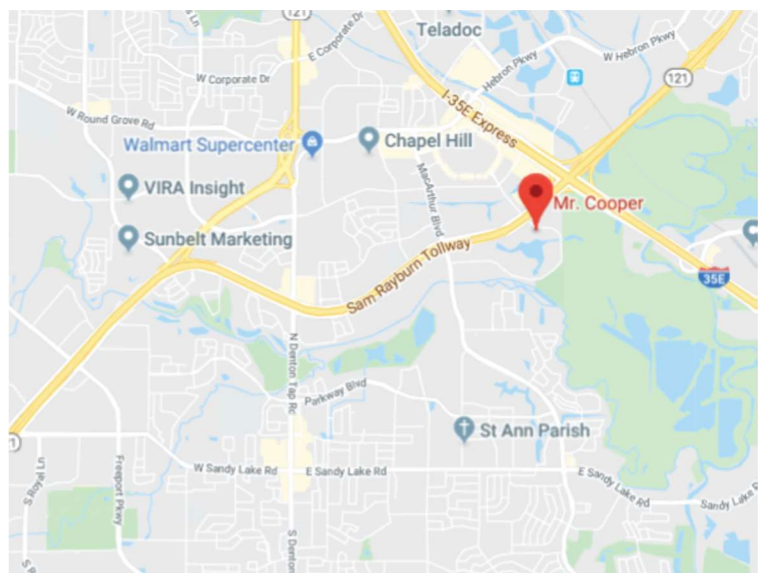 121
E Corporate Dr
Teladoc
W Hebron Pkwy
Hebron Pkwy
W Corporate Dr
121
I-35E Express
W Round Grove Rd
Walmart Supercenter
Chapel Hill
MacArthur Blvd
VIRA Insight
Mr. Cooper
Sunbelt Marketing
Sam Rayburn Tollway
35E
N Denton Tap Rd
Parkway Blvd
St Ann Parish
W Sandy Lake Rd
E Sandy Lake Rd
E Sandy Lake Rd
Sandy Lake R
S Royal Ln
Freeport Pkwy
S Denton